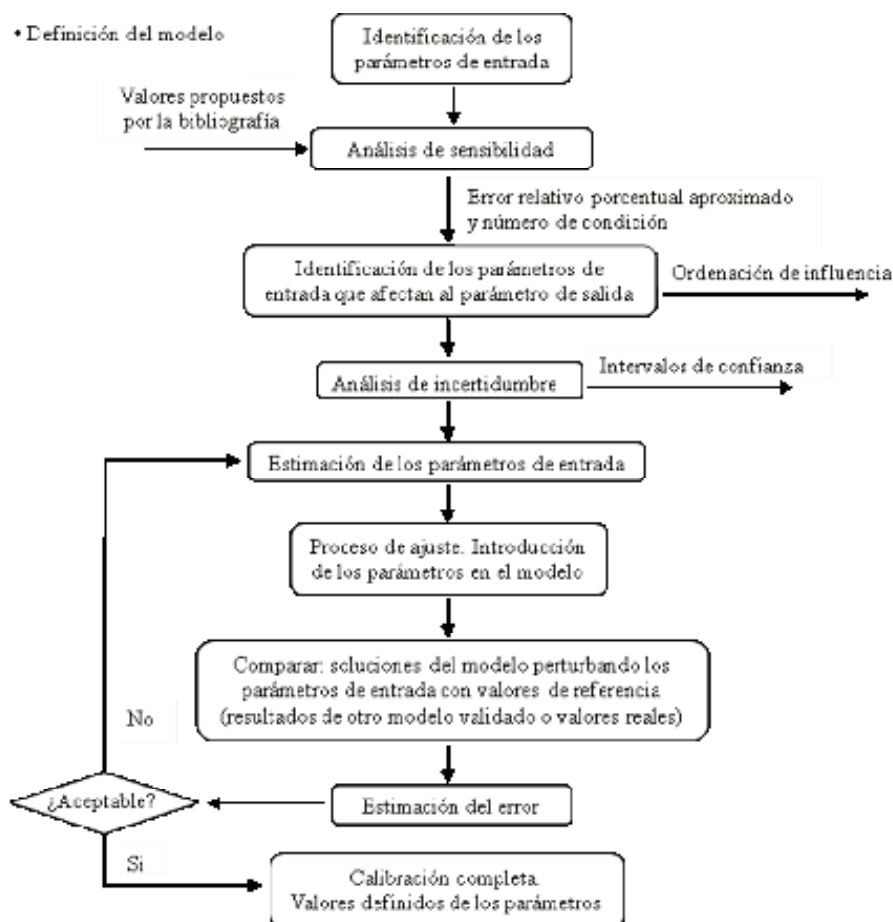 • Definición del modelo
Identificación de los
parámetros de entrada
Valores propuestos
por la bibliografía
Análisis de sensibilidad
Error relativo porcentual aproximado
y número de condición
Identificación de los parámetros de
entrada que afectan al parámetro de salida
Ordenación de influencia
Análisis de incertidumbre
Intervalos de confianza
Estimación de los parámetros de entrada
Proceso de ajuste. Introducción
de los parámetros en el modelo
Comparar: soluciones del modelo perturbando los
parámetros de entrada con valores de referencia
(resultados de otro modelo validado o valores reales)
No
¿Aceptable?
Estimación del error
Si
Calibración completa.
Valores definidos de los parámetros